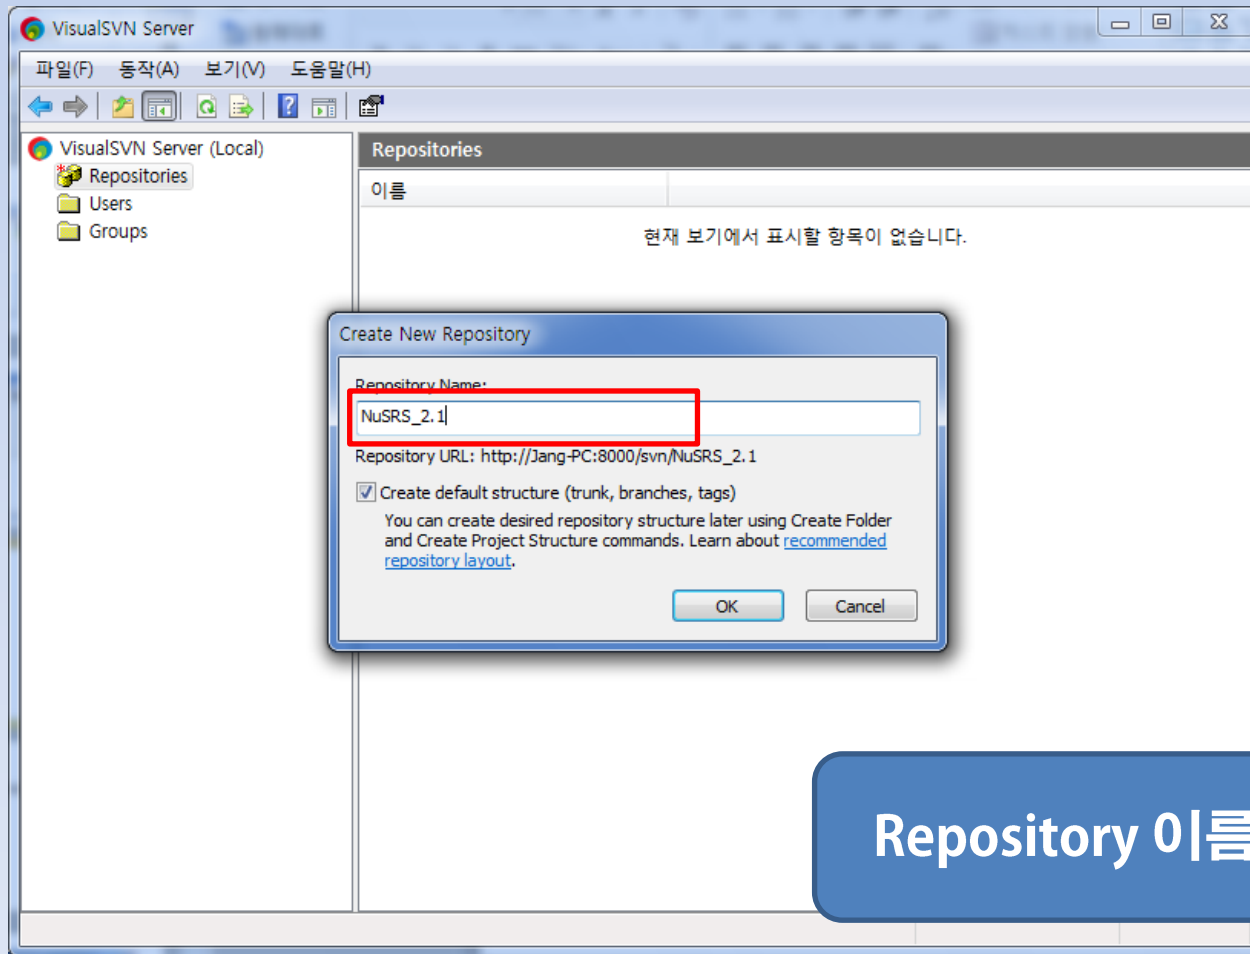 VisualSVN Server
파일(F) 동작(A) 보기(V) 도움말(H)
VisualSVN Server (Local)
Repositories
Users
Groups
Repositories
이름
현재 보기에서 표시할 항목이 없습니다.
Create New Repository
Repository Name:
NuSRS_2.1
Repository URL: http://Jang-PC:8000/svn/NuSRS_2.1
Create default structure (trunk, branches, tags)
You can create desired repository structure later using Create Folder
and Create Project Structure commands. Learn about recommended
repository layout.
OK Cancel
Repository 이름